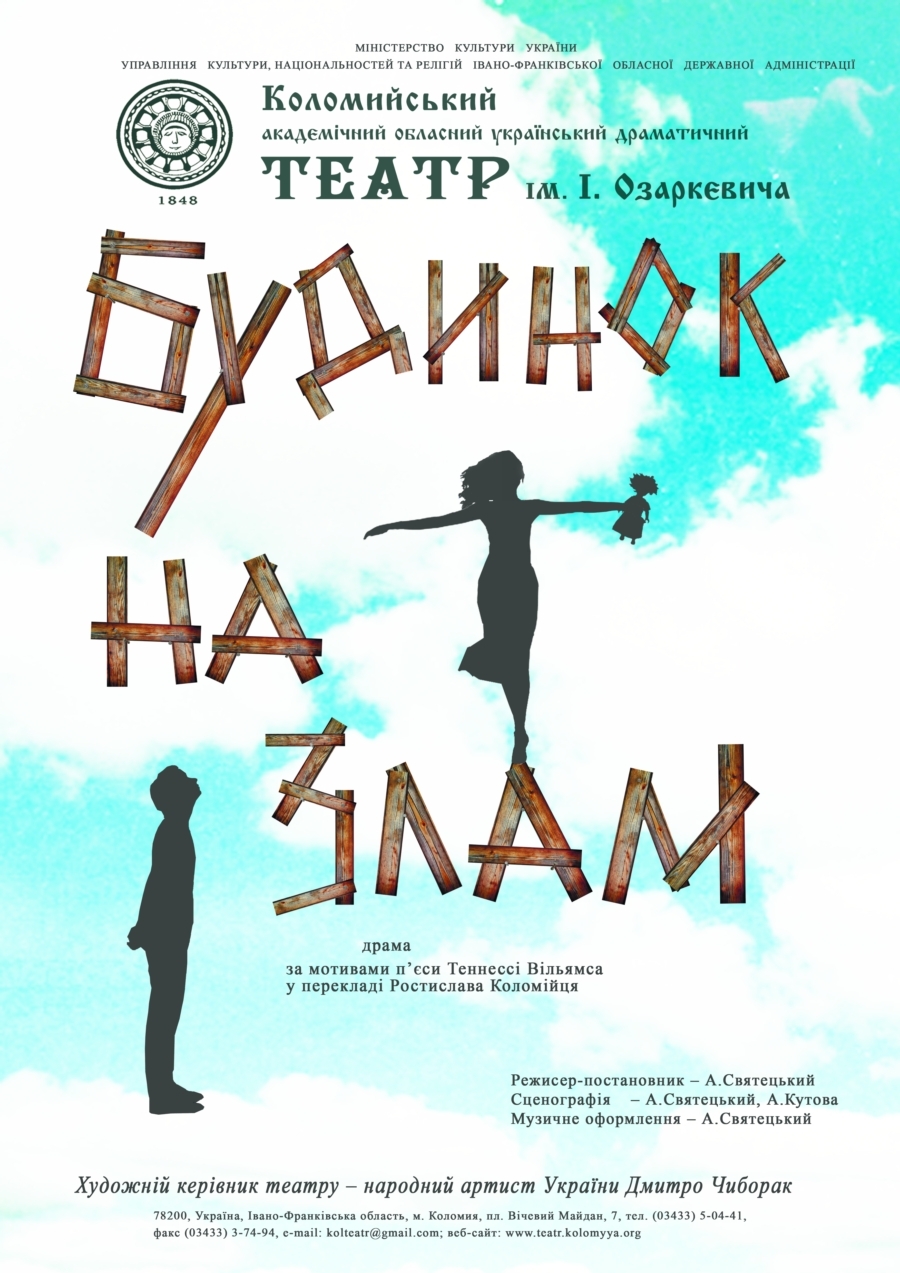 МІНІСТЕРСТВО КУЛЬТУРИ УКРАЇНИ
УПРАВЛІННЯ КУЛЬТУРИ, НАЦІОНАЛЬНОСТЕЙ ТА РЕЛІГІЙ ІВАНО-ФРАНКІВСЬКОЇ ОБЛАСНОЇ ДЕРЖАВНОЇ АДМІНІСТРАЦІЇ
Коломийський
академічний обласний український драматичний
ТЕАТР ім. І. Озаркевича
1848
БУДИНОК
НА
ЗЛАМ
драма
за мотивами п’єси Теннессі Вільямса
у перекладі Ростислава Коломійця
Режисер-постановник – А.Святецький
Сценографія – А.Святецький, А.Кутова
Музичне оформлення – А.Святецький
Художній керівник театру – народний артист України Дмитро Чиборак
78200, Україна, Івано-Франківська область, м. Коломия, пл. Вічевий Майдан, 7, тел. (03433) 5-04-41,
факс (03433) 3-74-94, e-mail: kolteatr@gmail.com; веб-сайт: www.teatr.kolomyya.org